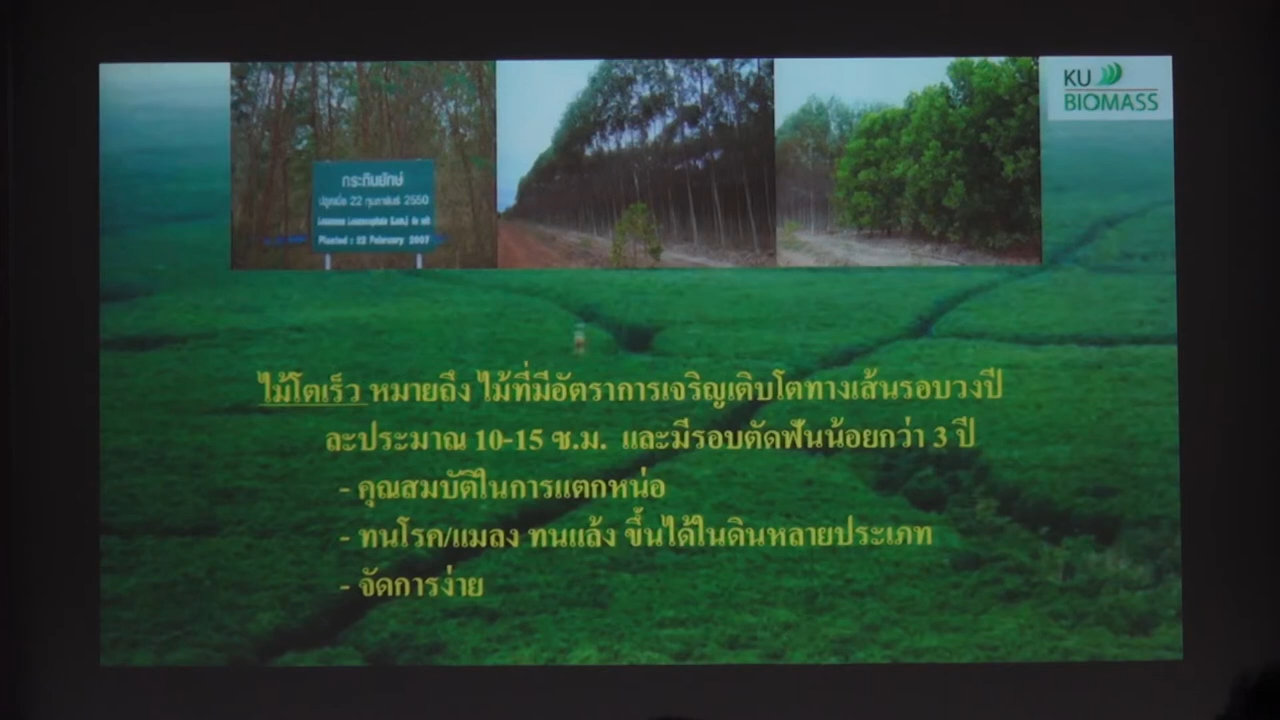 KU
BIOMASS
กระถินยักษ์
ปลูกเมื่อ 22 กุมภาพันธ์ 2550
Planted : 22 February 2007
ไม้โตเร็ว หมายถึง ไม้ที่มีอัตราการเจริญเติบโตทางเส้นรอบวงปี
ละประมาณ 10-15 ซ.ม. และมีรอบตัดฟันน้อยกว่า 3 ปี
- คุณสมบัติในการแตกหน่อ
- ทนโรค/แมลง ทนแล้ง ขึ้นได้ในดินหลายประเภท
- จัดการง่าย